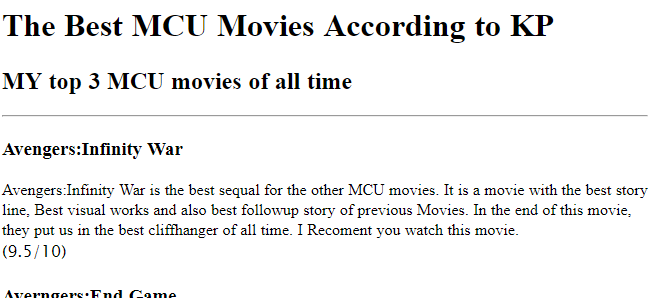 The Best MCU Movies According to KP
MY top 3 MCU movies of all time
Avengers:Infinity War
Avengers:Infinity War is the best sequal for the other MCU movies. It is a movie with the best story
line, Best visual works and also best followup story of previous Movies. In the end of this movie,
they put us in the best cliffhanger of all time. I Recoment you watch this movie.
(9.5/10)
Averngers:End Game